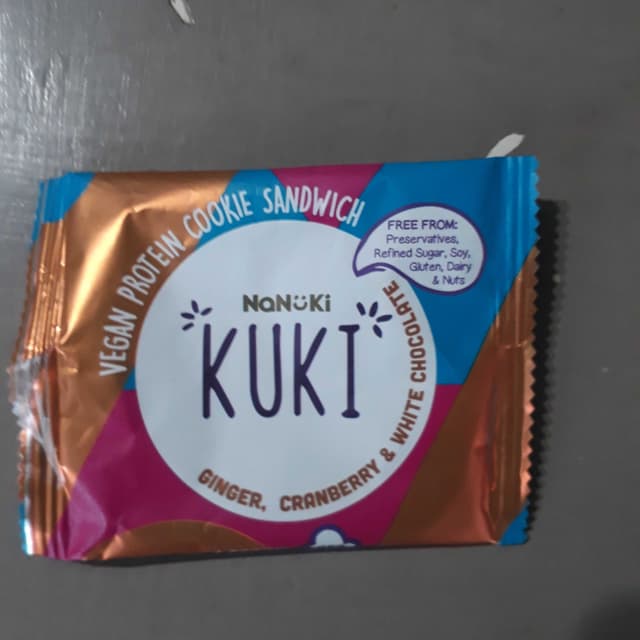 VEGAN PROTEIN COOKIE SANDWICH
FREE FROM:
Preservatives,
Refined Sugar, Soy,
Gluten, Dairy
& Nuts
NaNUKi
"KUKI"
GINGER, CRANBERRY & WHITE CHOCOLATE